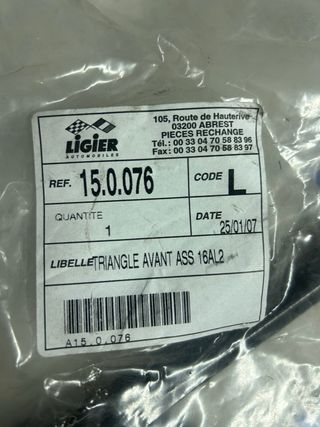 LIGIER
AUTOMOBILES
105, Route de Hauterive
03200 ABREST
PIECES RECHANGE
Tél.: 00 33 04 70 58 83 96
Fax: 00 33 04 70 58 83 97
REF. 15.0.076
CODE L
QUANTITE 1
DATE 25/01/07
LIBELLE TRIANGLE AVANT ASS 16AL2
A15.0.076